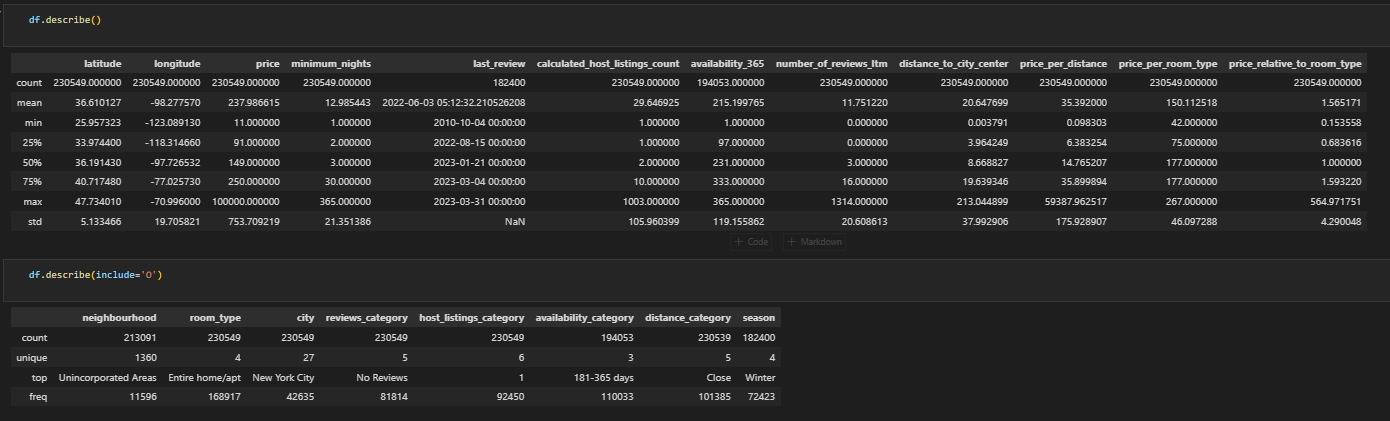 df.describe()
latitude longitude price minimum_nights last_review calculated_host_listings_count availability_365 number_of_reviews_ltm distance_to_city_center price_per_distance price_per_room_type price_relative_to_room_type
count 230549.000000 230549.000000 230549.000000 230549.000000 182400 230549.000000 194053.000000 230549.000000 230549.000000 230549.000000 230549.000000 230549.000000
mean 36.610127 -98.277570 237.986615 12.985443 2022-06-03 05:12:32.210526208 29.646925 215.199765 11.751220 20.647699 35.392000 150.112518 1.565171
min 25.957323 -123.089130 11.000000 1.000000 2010-10-04 00:00:00 1.000000 1.000000 0.000000 0.003791 0.098303 42.000000 0.153558
25% 33.974400 -118.314660 91.000000 2.000000 2022-08-15 00:00:00 1.000000 97.000000 0.000000 3.964249 6.383254 75.000000 0.683616
50% 36.191430 -97.726532 149.000000 3.000000 2023-01-21 00:00:00 2.000000 231.000000 3.000000 8.668827 14.765207 177.000000 1.000000
75% 40.717480 -77.025730 250.000000 30.000000 2023-03-04 00:00:00 10.000000 333.000000 16.000000 19.639346 35.899894 177.000000 1.593220
max 47.734010 -70.996000 100000.000000 365.000000 2023-03-31 00:00:00 1003.000000 365.000000 1314.000000 213.044899 59387.962517 267.000000 564.971751
std 5.133466 19.705821 753.709219 21.351386 NaN 105.960399 119.155862 20.608613 37.992906 175.928907 46.097288 4.290048
+ Code + Markdown
df.describe(include='O')
neighbourhood room_type city reviews_category host_listings_category availability_category distance_category season
count 213091 230549 230549 230549 230549 194053 230539 182400
unique 1360 4 27 5 6 3 5 4
top Unincorporated Areas Entire home/apt New York City No Reviews 1 181-365 days Close Winter
freq 11596 168917 42635 81814 92450 110033 101385 72423